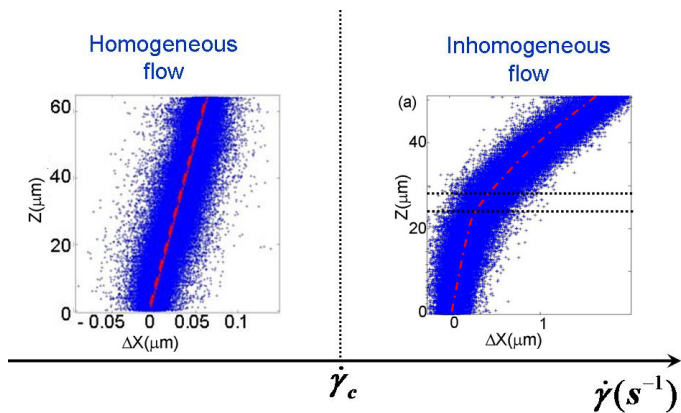 Homogeneous
flow
Inhomogeneous
flow
60
40
20
0
Z(μm)
- 0.05
0
0.05
0.1
ΔX(μm)
(a)
40
20
0
Z(μm)
0
1
ΔX(μm)
γ̇c
γ̇(s⁻¹)